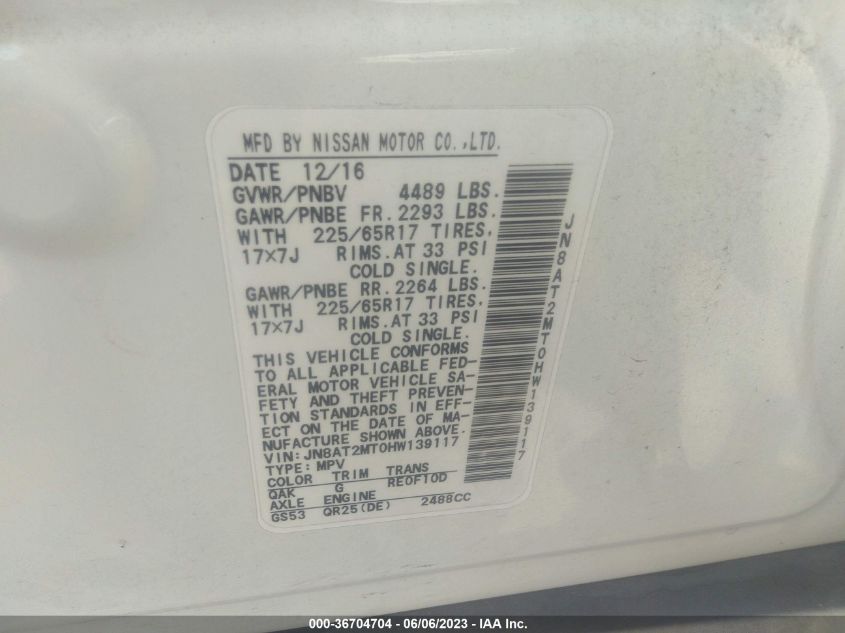 MFD BY NISSAN MOTOR CO.,LTD.
DATE 12/16
GVWR/PNBV 4489 LBS.
GAWR/PNBE FR. 2293 LBS.
WITH 225/65R17 TIRES,
17×7J RIMS.AT 33 PSI
COLD SINGLE.
GAWR/PNBE RR. 2264 LBS.
WITH 225/65R17 TIRES,
17×7J RIMS.AT 33 PSI
COLD SINGLE.
THIS VEHICLE CONFORMS
TO ALL APPLICABLE FED-
ERAL MOTOR VEHICLE SA-
FETY AND THEFT PREVEN-
TION STANDARDS IN EFF-
ECT ON THE DATE OF MA-
NUFACTURE SHOWN ABOVE.
VIN:JN8AT2MT0HW139117
TYPE:MPV
COLOR TRIM TRANS
QAK G RE0F10D
AXLE ENGINE
GS53 QR25(DE) 2488CC
JN8AT2MT0HW139117
000-36704704 - 06/06/2023 - IAA Inc.